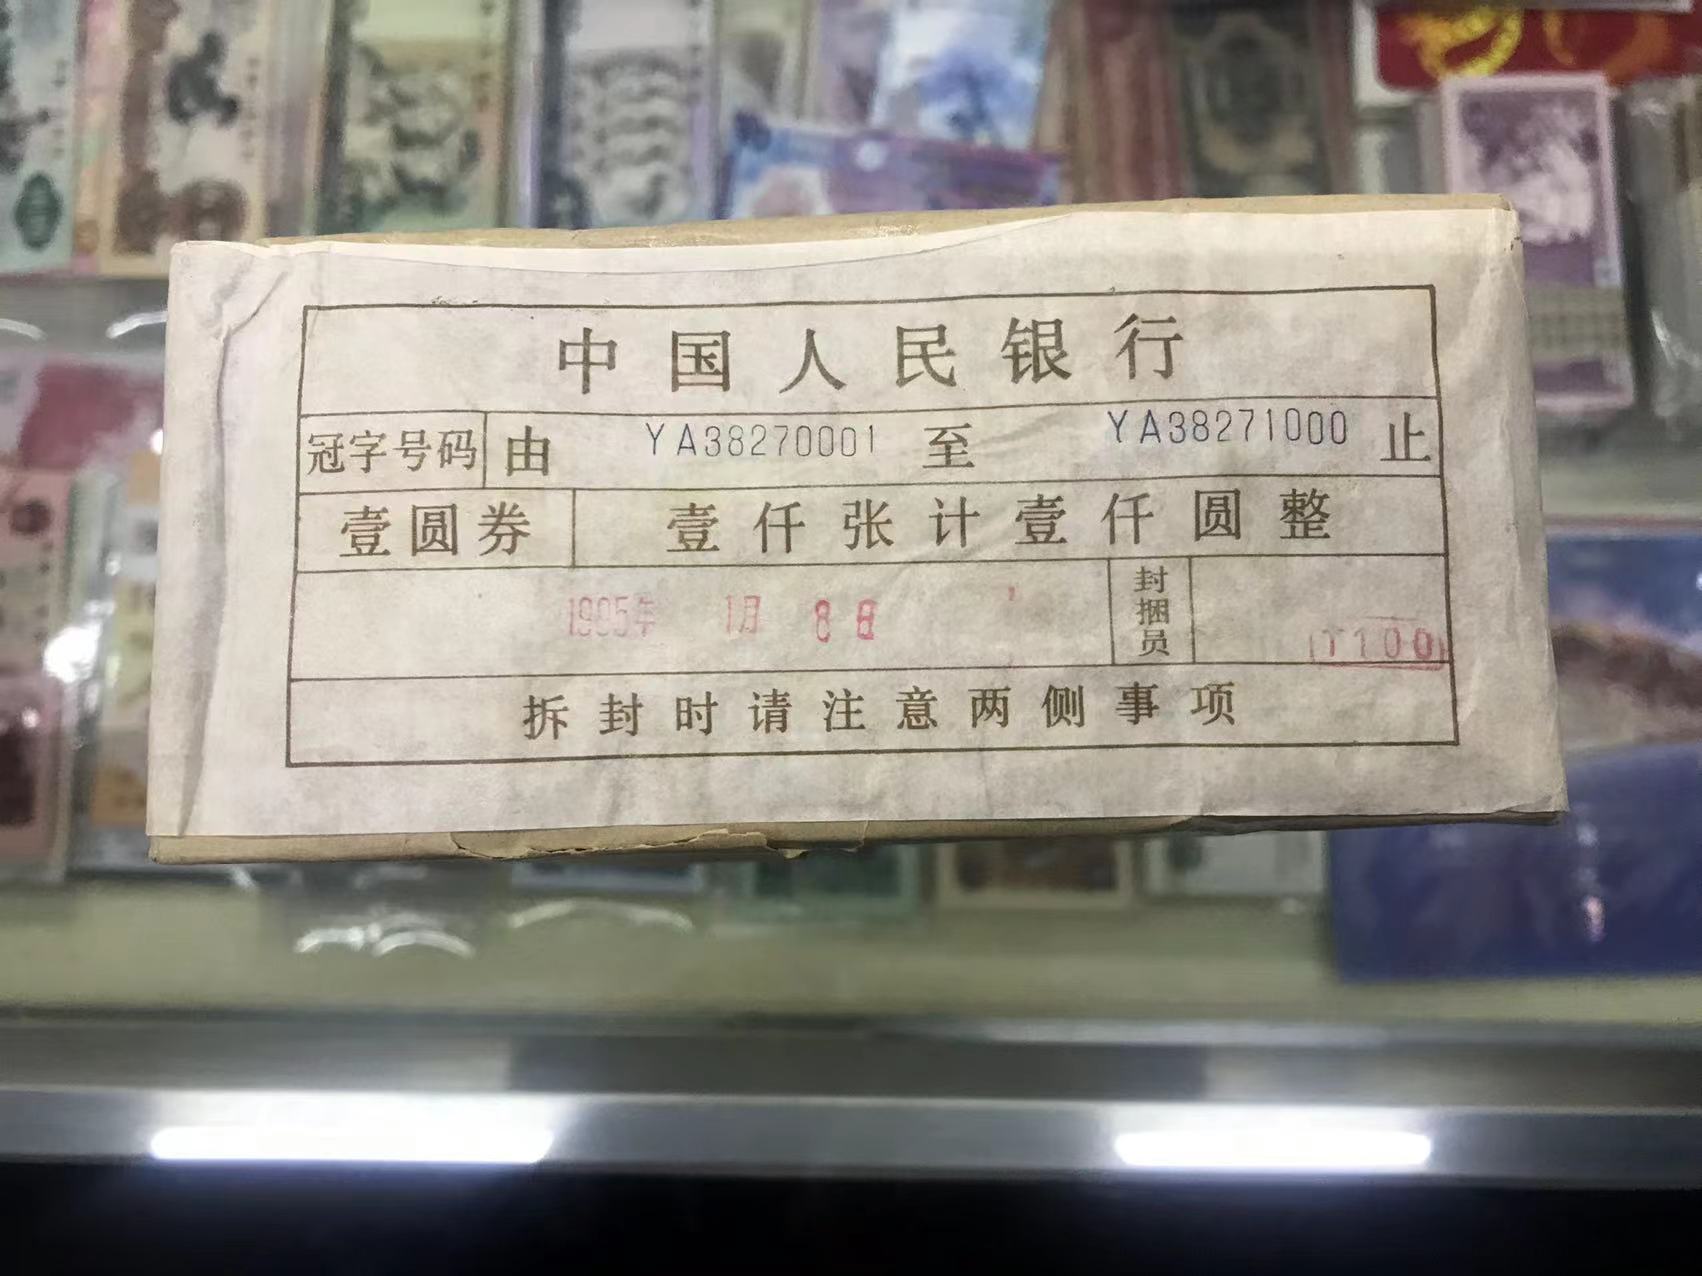 中国人民银行
冠字号码 由 YA38270001 至 YA38271000 止
壹圆券 壹仟张计壹仟圆整
1995年 1月 8日 封捆员 1100
拆封时请注意两侧事项